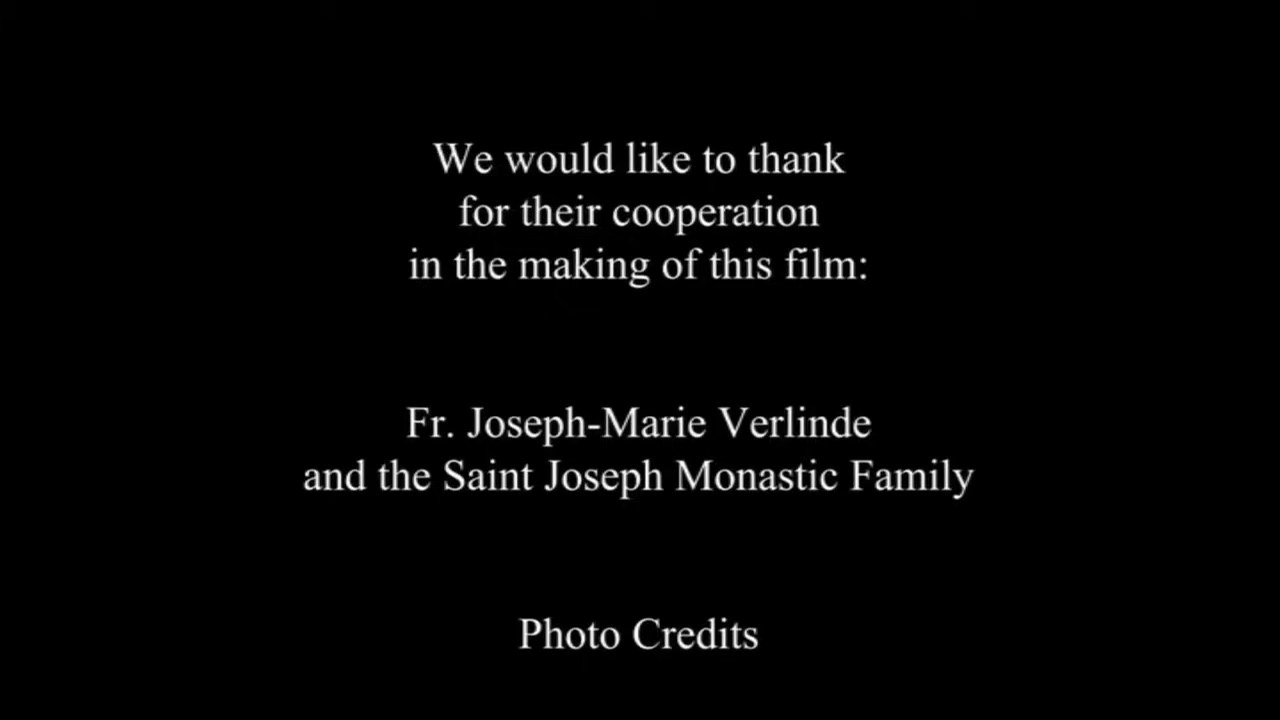 We would like to thank
for their cooperation
in the making of this film:
Fr. Joseph-Marie Verlinde
and the Saint Joseph Monastic Family
Photo Credits